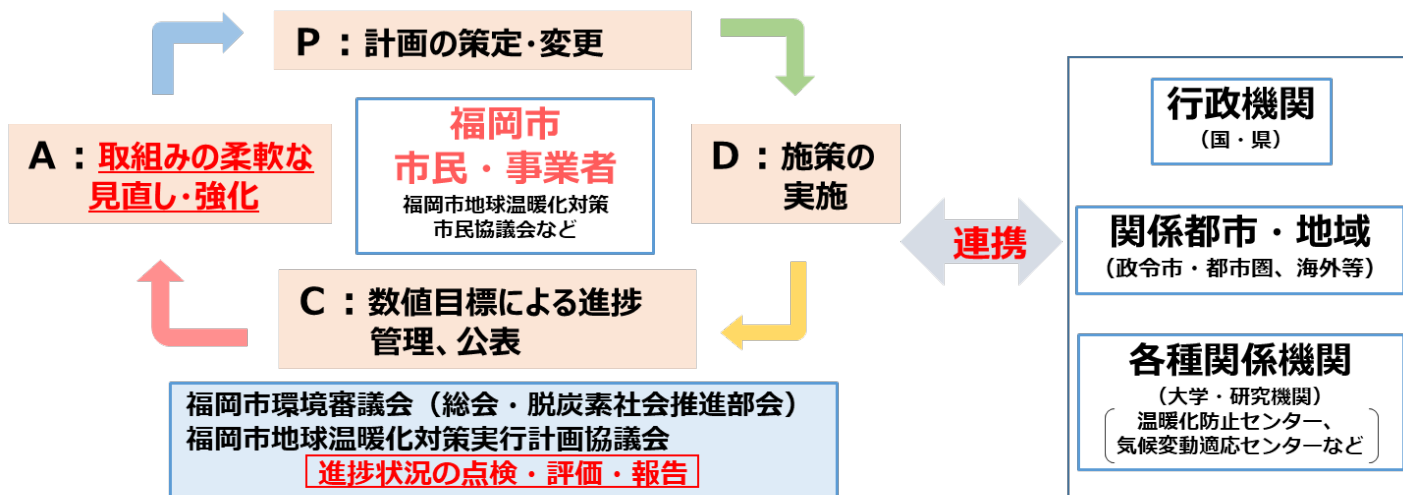 P：計画の策定･変更
A：取組みの柔軟な
見直し･強化
福岡市
市民・事業者
福岡市地球温暖化対策
市民協議会など
D：施策の
実施
C：数値目標による進捗
管理、公表
福岡市環境審議会（総会・脱炭素社会推進部会）
福岡市地球温暖化対策実行計画協議会
進捗状況の点検・評価・報告
連携
行政機関
（国・県）
関係都市・地域
（政令市・都市圏、海外等）
各種関係機関
（大学・研究機関）
温暖化防止センター、
気候変動適応センターなど